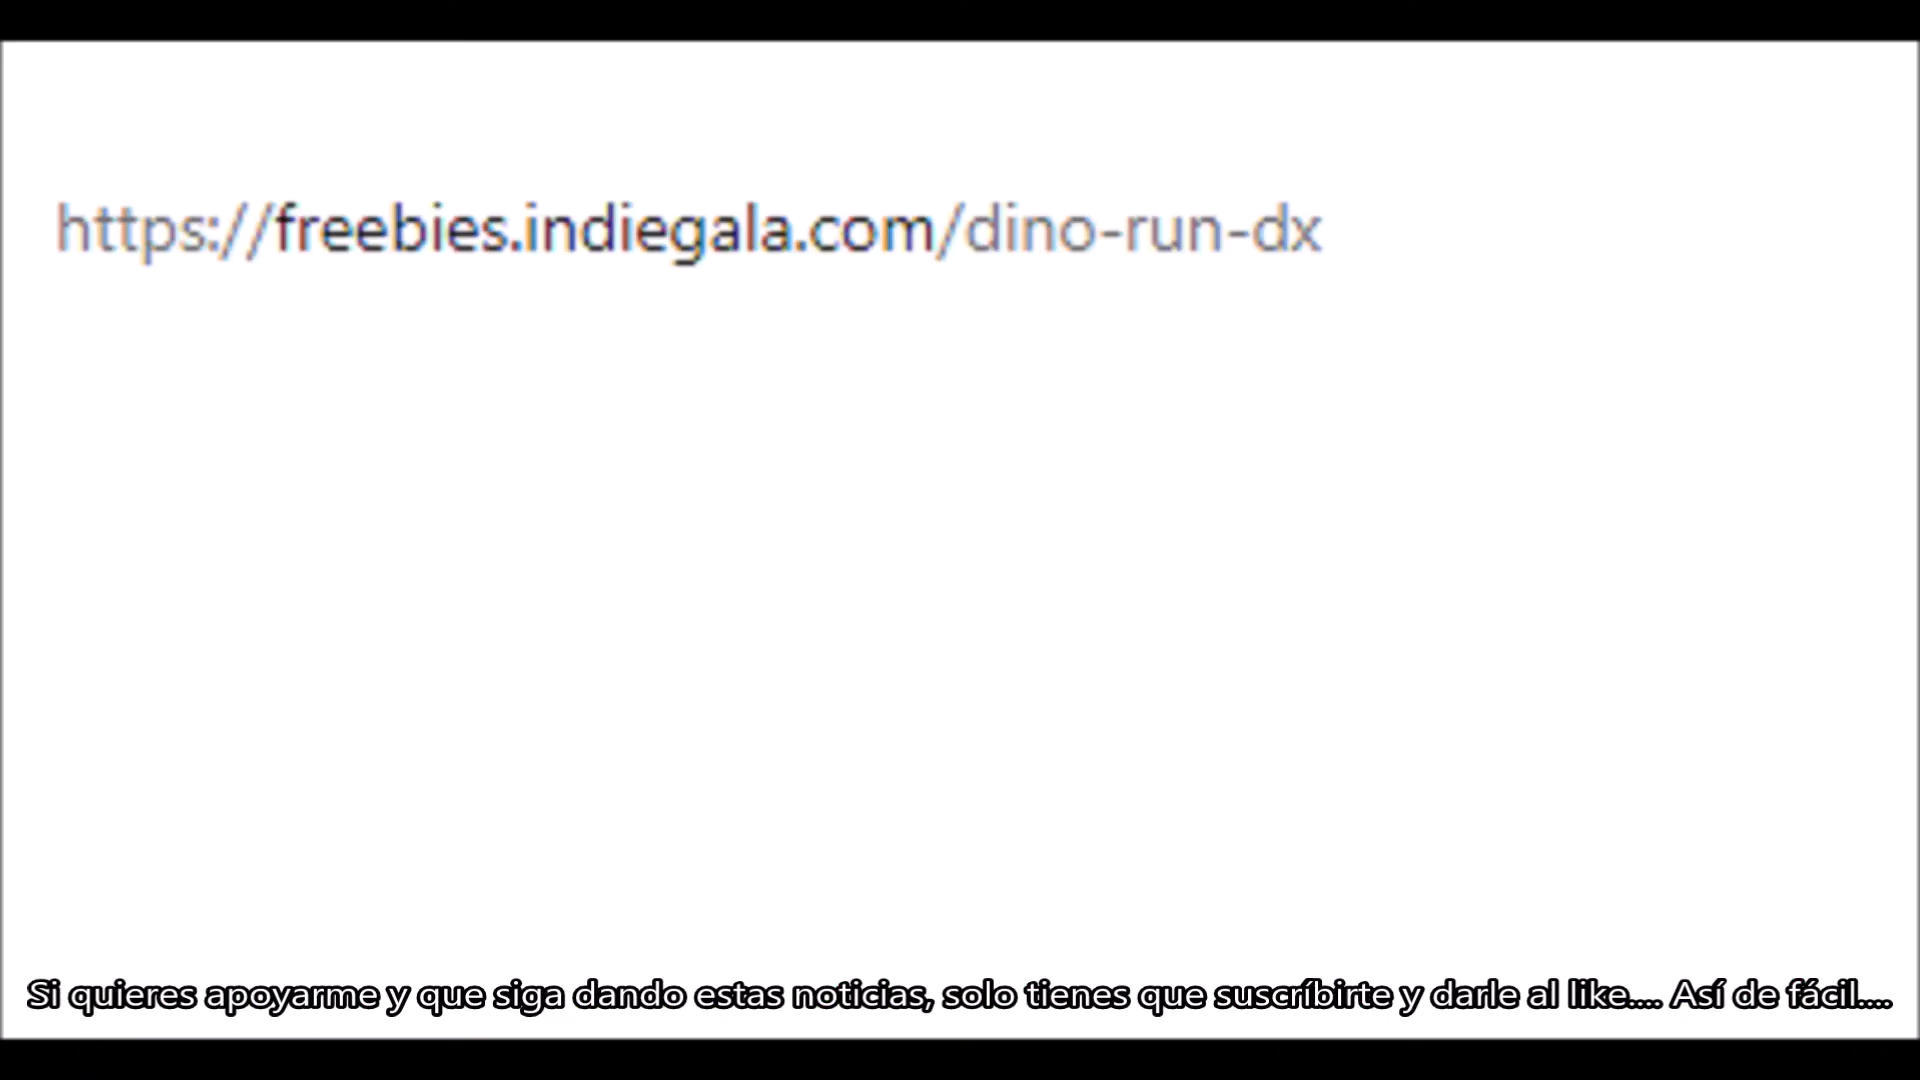 https://freebies.indiegala.com/dino-run-dx
Si quieres apoyarme y que siga dando estas noticias, solo tienes que suscríbirte y darle al like.... Así de fácil....